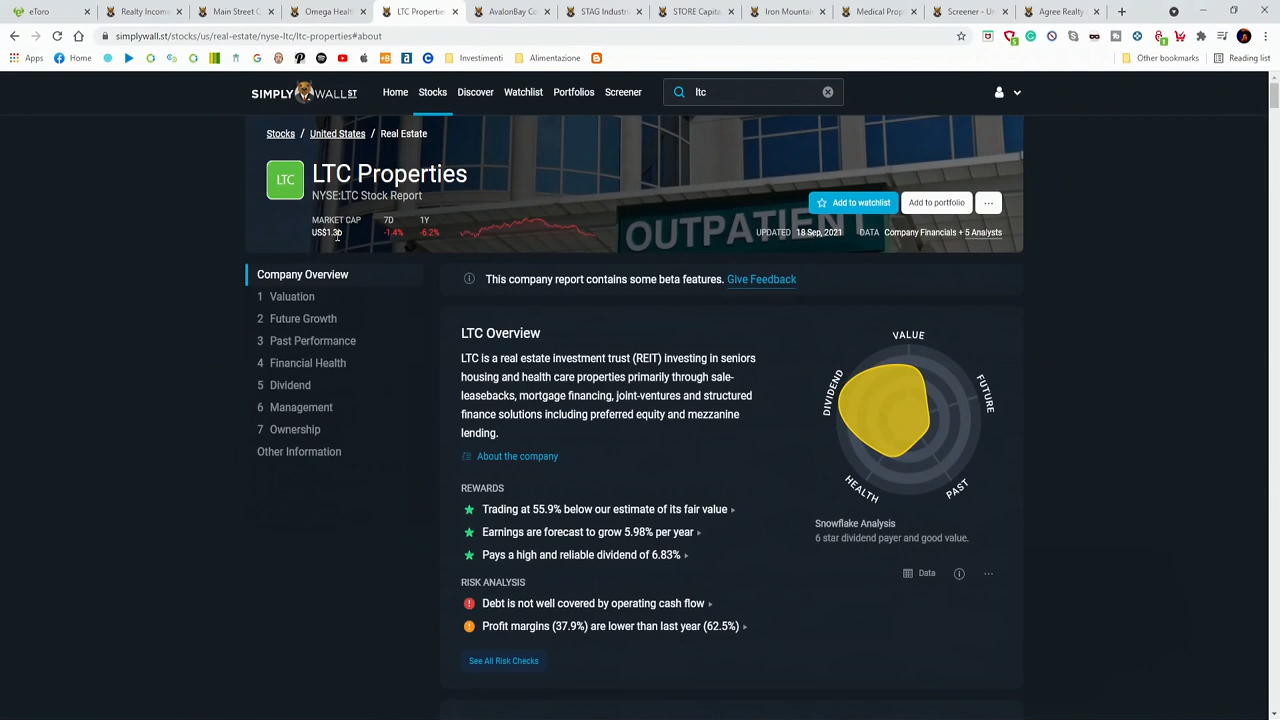 eToro
Realty Incom
Main Street C
Omega Healt
LTC Propertie
AvalonBay Co
STAG Industri
STORE Capita
Iron Mountai
Medical Prop
Screener - Un
Agree Realty
simplywall.st/stocks/us/real-estate/nyse-ltc/ltc-properties#about
Apps
Home
Investimenti
Alimentazione
Other bookmarks
Reading list
SIMPLY WALL ST
Home
Stocks
Discover
Watchlist
Portfolios
Screener
ltc
Stocks / United States / Real Estate
LTC
LTC Properties
NYSE:LTC Stock Report
OUTPATIENT
Add to watchlist
Add to portfolio
MARKET CAP
US$1.3b
7D
-1.4%
1Y
-6.2%
UPDATED 18 Sep, 2021
DATA Company Financials + 5 Analysts
Company Overview
1 Valuation
2 Future Growth
3 Past Performance
4 Financial Health
5 Dividend
6 Management
7 Ownership
Other Information
This company report contains some beta features. Give Feedback
LTC Overview
LTC is a real estate investment trust (REIT) investing in seniors
housing and health care properties primarily through sale-
leasebacks, mortgage financing, joint-ventures and structured
finance solutions including preferred equity and mezzanine
lending.
About the company
REWARDS
Trading at 55.9% below our estimate of its fair value
Earnings are forecast to grow 5.98% per year
Pays a high and reliable dividend of 6.83%
RISK ANALYSIS
Debt is not well covered by operating cash flow
Profit margins (37.9%) are lower than last year (62.5%)
See All Risk Checks
VALUE
FUTURE
PAST
HEALTH
DIVIDEND
Snowflake Analysis
6 star dividend payer and good value.
Data